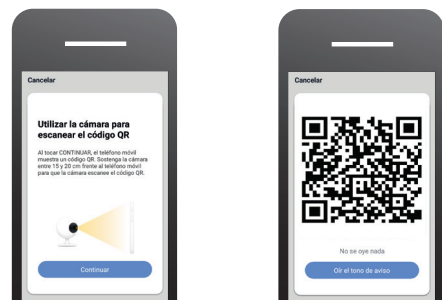 Cancelar
Utilizar la cámara para
escanear el código QR
Al tocar CONTINUAR, el teléfono móvil
muestra un código QR. Sostenga la cámara
entre 15 y 20 cm frente al teléfono móvil
para que la cámara escanee el código QR.
Continuar
Cancelar
No se oye nada
Oír el tono de aviso